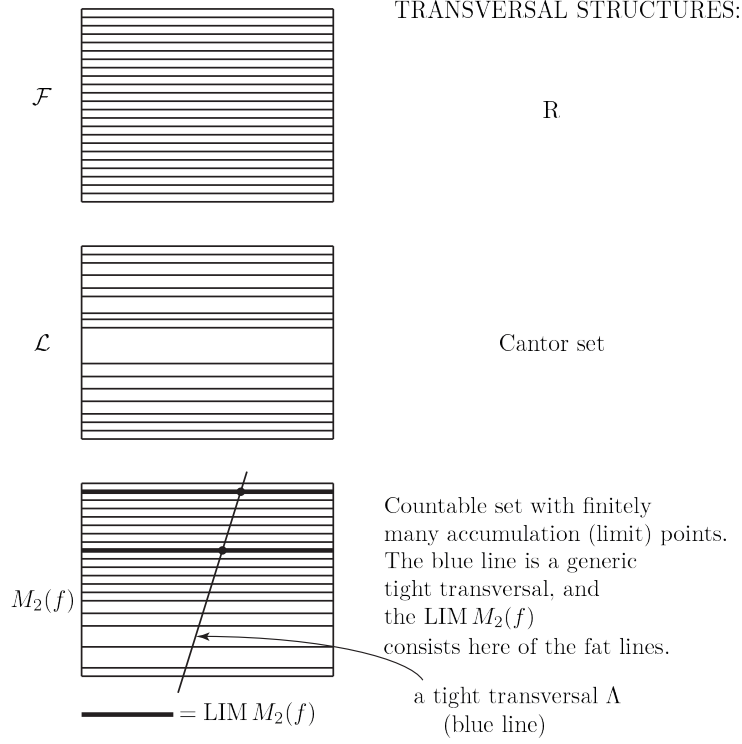 TRANSVERSAL STRUCTURES:
ℱ
R
ℒ
Cantor set
M₂(f)
Countable set with finitely
many accumulation (limit) points.
The blue line is a generic
tight transversal, and
the LIM M₂(f)
consists here of the fat lines.
a tight transversal Λ
(blue line)
= LIM M₂(f)